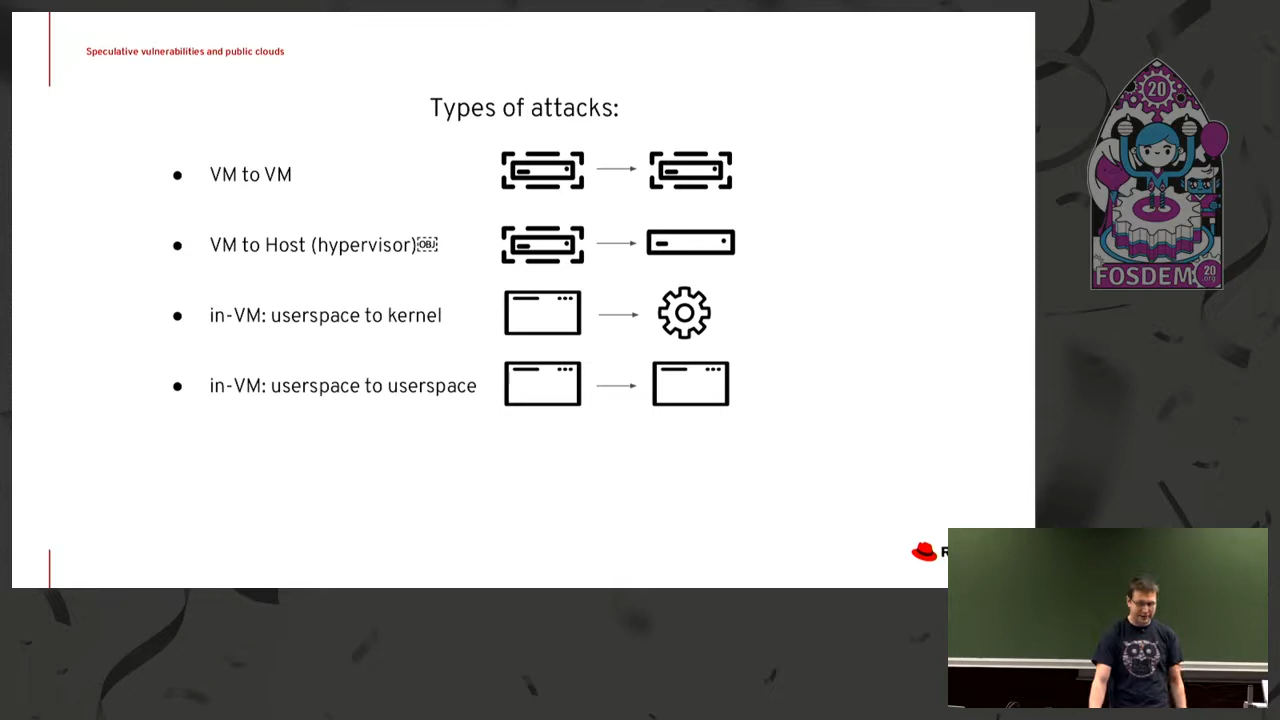 Speculative vulnerabilities and public clouds
Types of attacks:
● VM to VM
● VM to Host (hypervisor)
● in-VM: userspace to kernel
● in-VM: userspace to userspace
20
FOSDEM
20
.org
R